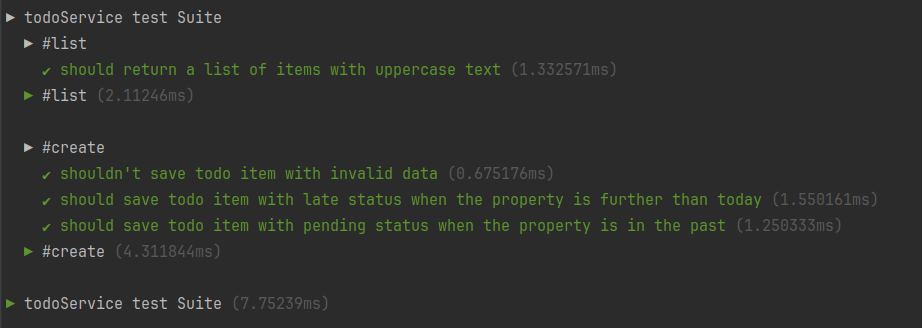 ▶ todoService test Suite
▶ #list
✔ should return a list of items with uppercase text (1.332571ms)
▶ #list (2.11246ms)
▶ #create
✔ shouldn't save todo item with invalid data (0.675176ms)
✔ should save todo item with late status when the property is further than today (1.550161ms)
✔ should save todo item with pending status when the property is in the past (1.250333ms)
▶ #create (4.311844ms)
▶ todoService test Suite (7.75239ms)